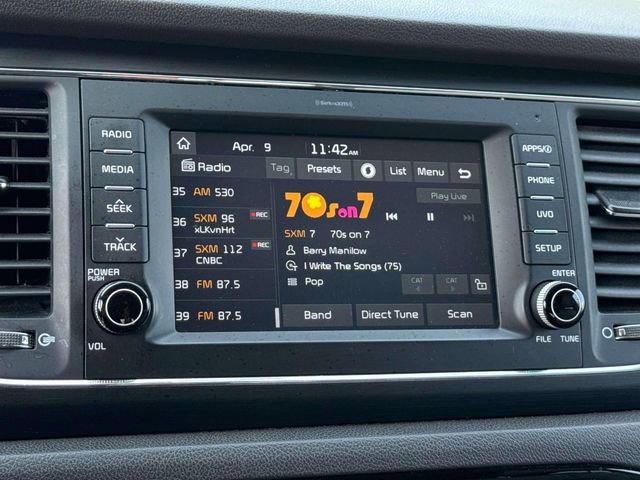 SiriusXM
RADIO
MEDIA
SEEK
TRACK
POWER
PUSH
VOL
Apr. 9 11:42 AM
Radio Tag Presets List Menu
35 AM 530
36 SXM 96 REC
xLKvnHrt
37 SXM 112 REC
CNBC
38 FM 87.5
39 FM 87.5
70s on 7
Play Live
SXM 7 70s on 7
Barry Manilow
I Write The Songs (75)
Pop
CAT CAT
Band Direct Tune Scan
APPS/i
PHONE
UVO
SETUP
ENTER
FILE TUNE